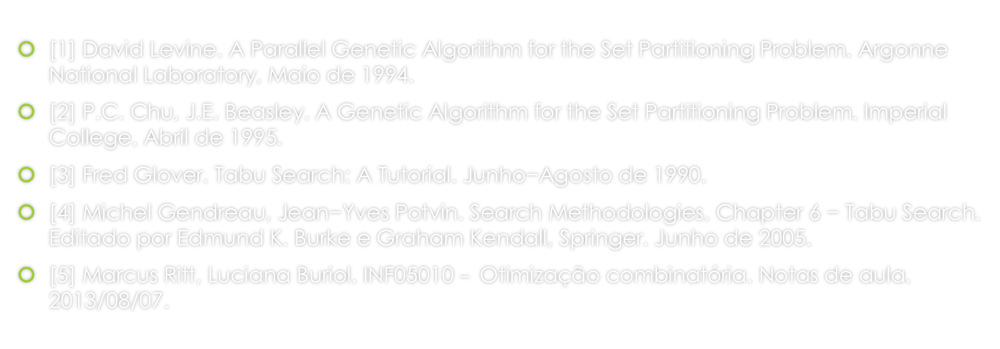 [1] David Levine. A Parallel Genetic Algorithm for the Set Partitioning Problem. Argonne
National Laboratory, Maio de 1994.
[2] P.C. Chu, J.E. Beasley. A Genetic Algorithm for the Set Partitioning Problem. Imperial
College, Abril de 1995.
[3] Fred Glover. Tabu Search: A Tutorial. Junho–Agosto de 1990.
[4] Michel Gendreau, Jean–Yves Potvin. Search Methodologies, Chapter 6 – Tabu Search.
Editado por Edmund K. Burke e Graham Kendall, Springer. Junho de 2005.
[5] Marcus Ritt, Luciana Buriol. INF05010 – Otimização combinatória. Notas de aula.
2013/08/07.